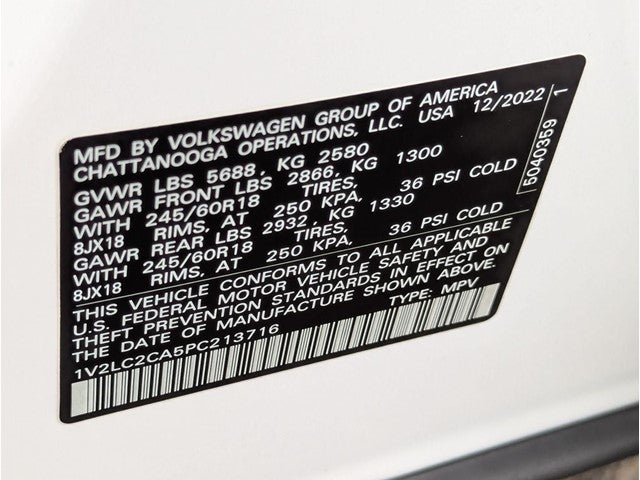 MFD BY VOLKSWAGEN GROUP OF AMERICA
CHATTANOOGA OPERATIONS, LLC. USA 12/2022
GVWR LBS 5688, KG 2580
GAWR FRONT LBS 2866, KG 1300
WITH 245/60R18 TIRES, 36 PSI COLD
8JX18 RIMS, AT 250 KPA,
GAWR REAR LBS 2932, KG 1330
WITH 245/60R18 TIRES, 36 PSI COLD
8JX18 RIMS, AT 250 KPA,
THIS VEHICLE CONFORMS TO ALL APPLICABLE
U.S. FEDERAL MOTOR VEHICLE SAFETY AND
THEFT PREVENTION STANDARDS IN EFFECT ON
THE DATE OF MANUFACTURE SHOWN ABOVE.
1V2LC2CA5PC213716 TYPE: MPV
5040359 1